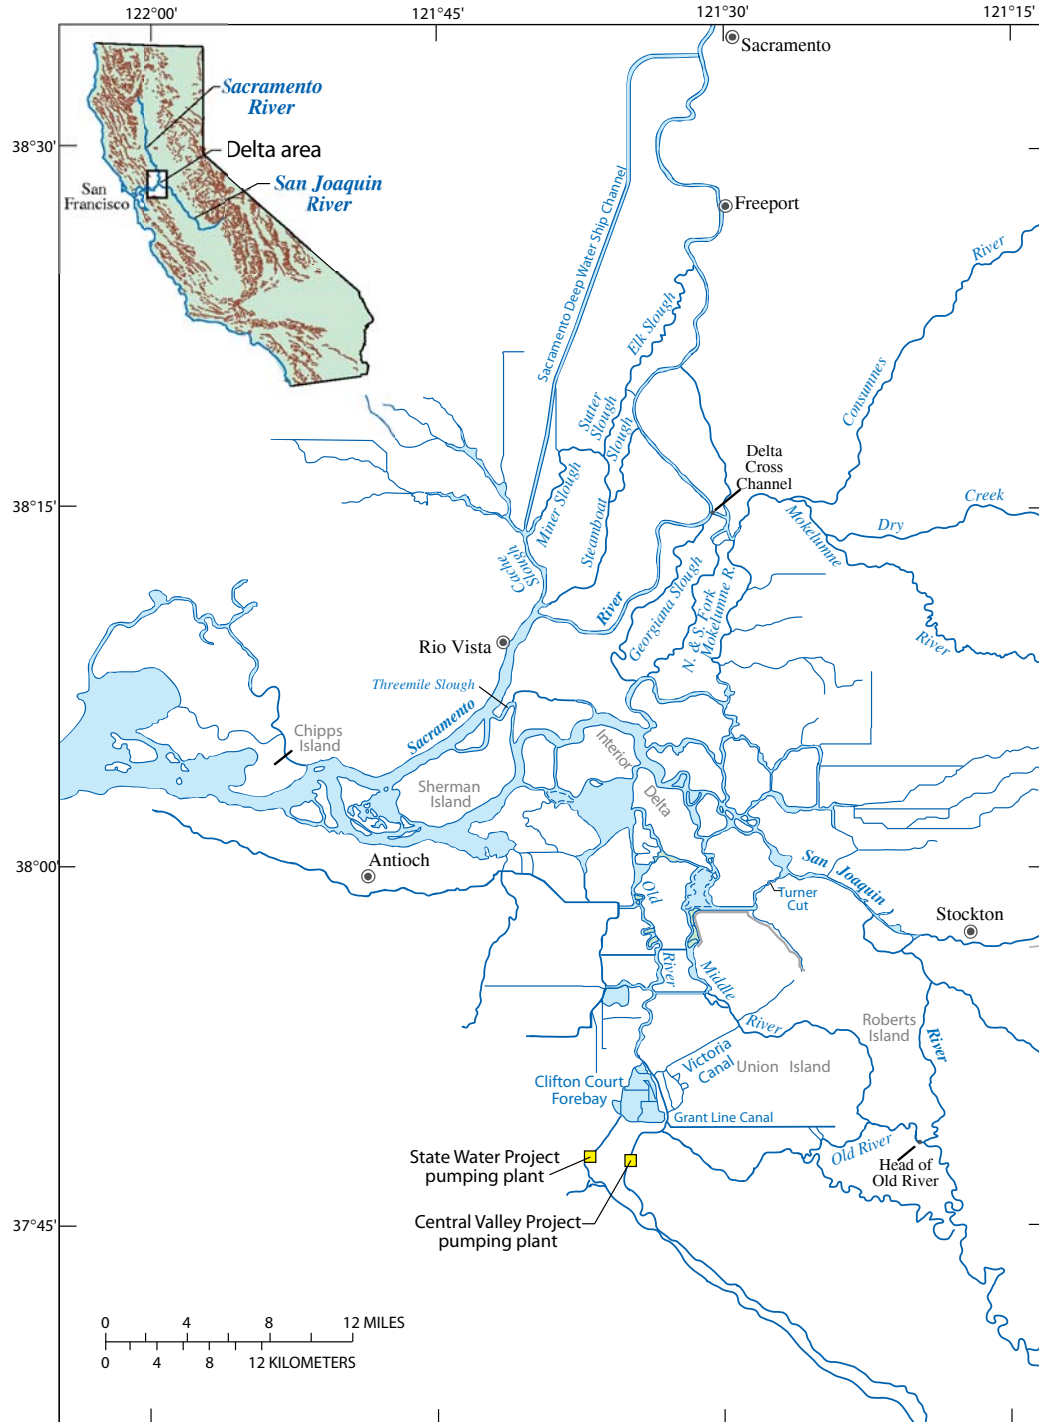 122°00'
121°45'
121°30'
121°15'
Sacramento
Sacramento
River
38°30'
Delta area
San Joaquin
River
San
Francisco
Sacramento Deep Water Ship Channel
Freeport
River
Elk Slough
Consumnes
Sutter
Slough
Slough
Delta
Cross
Channel
38°15'
Miner Slough
Steamboat
Creek
Dry
Mokelumne
Cache
Slough
River
Georgiana Slough
N. & S. Fork
Mokelumne R.
River
Rio Vista
Threemile Slough
Sacramento
Chipps
Island
Interior
Delta
Sherman
Island
38°00'
Antioch
San Joaquin
Old
Turner
Cut
Stockton
River
Middle
River
Roberts
Island
River
Victoria
Canal
Union Island
Clifton Court
Forebay
Grant Line Canal
Old River
State Water Project
pumping plant
Head of
Old River
Central Valley Project
pumping plant
37°45'
0 4 8 12 MILES
0 4 8 12 KILOMETERS